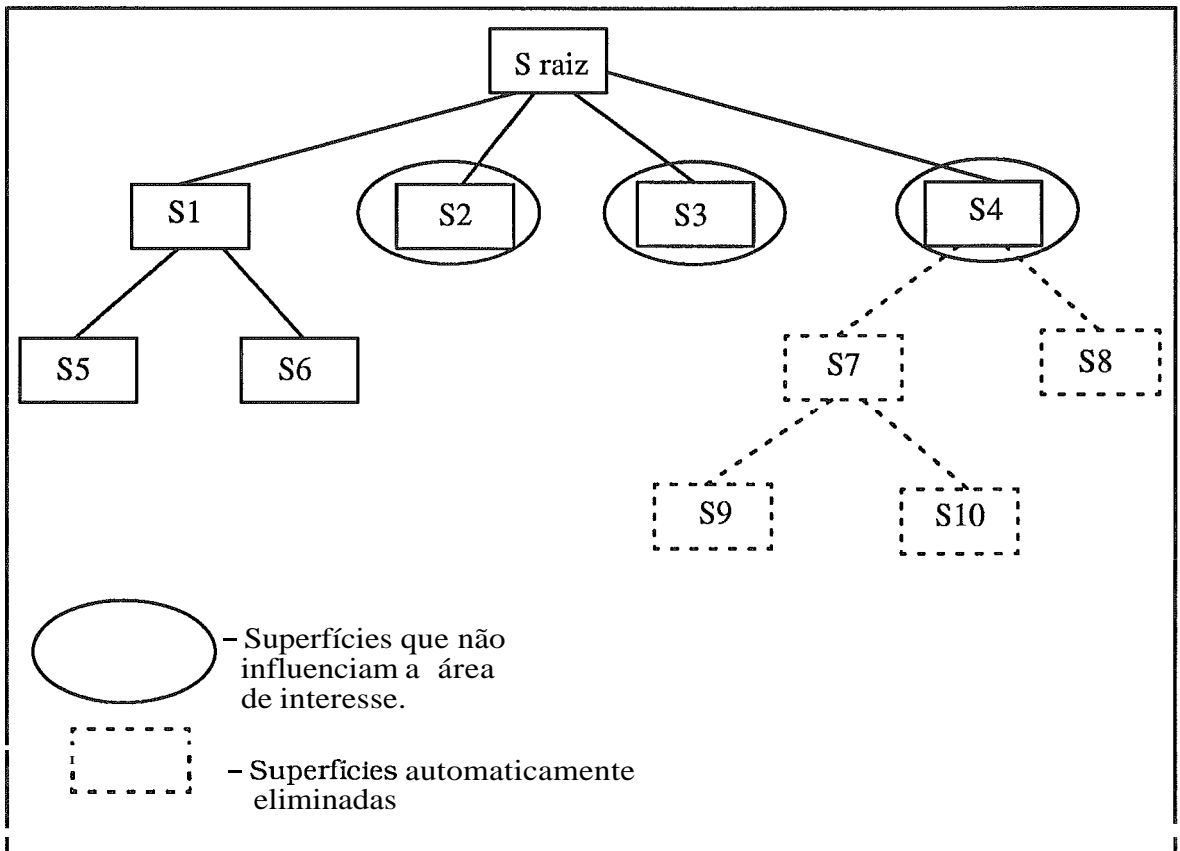 S raiz
S1
S2
S3
S4
S5
S6
S7
S8
S9
S10
– Superfícies que não
influenciam a área
de interesse.
– Superficies automaticamente
eliminadas